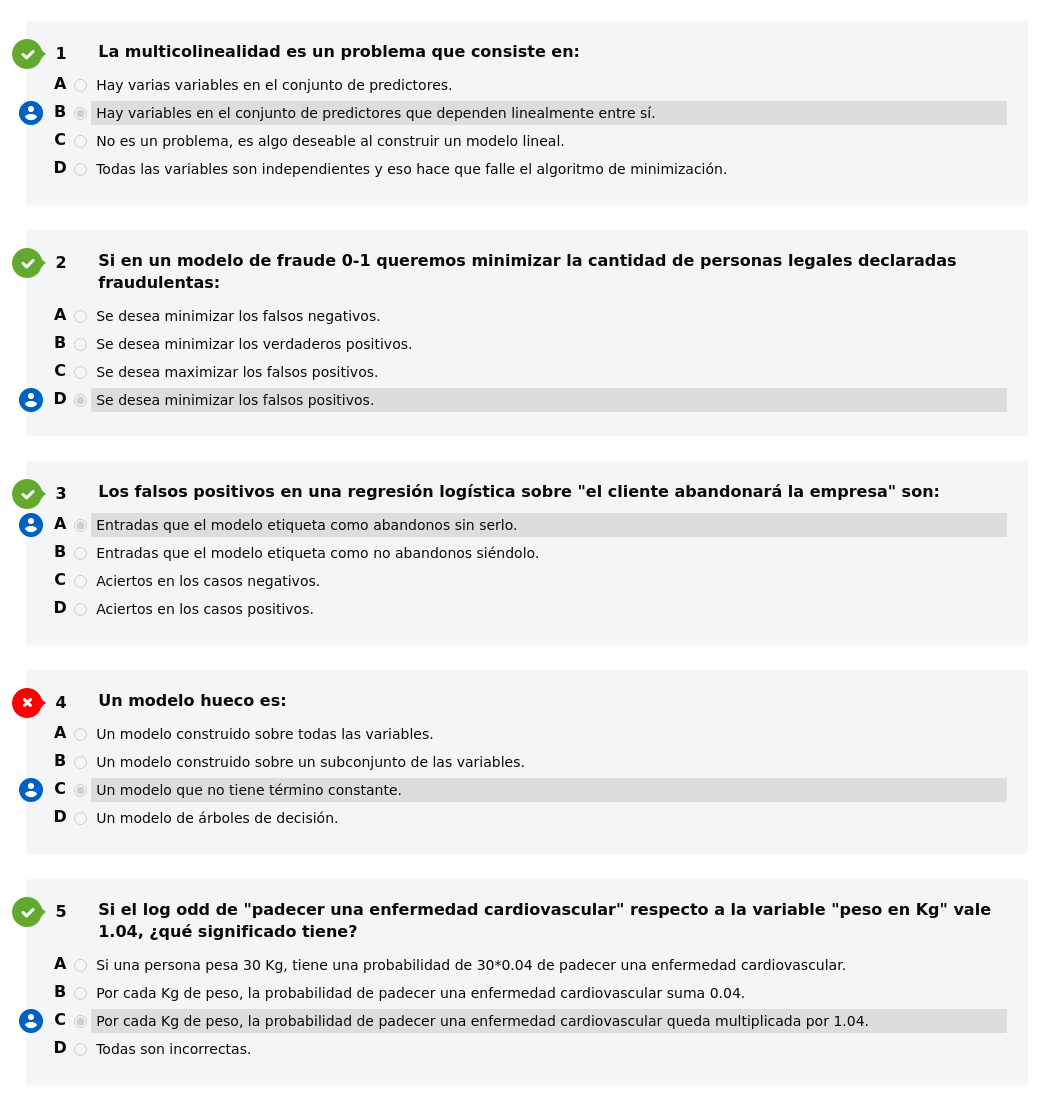 1 La multicolinealidad es un problema que consiste en:
A Hay varias variables en el conjunto de predictores.
B Hay variables en el conjunto de predictores que dependen linealmente entre sí.
C No es un problema, es algo deseable al construir un modelo lineal.
D Todas las variables son independientes y eso hace que falle el algoritmo de minimización.
2 Si en un modelo de fraude 0-1 queremos minimizar la cantidad de personas legales declaradas
fraudulentas:
A Se desea minimizar los falsos negativos.
B Se desea minimizar los verdaderos positivos.
C Se desea maximizar los falsos positivos.
D Se desea minimizar los falsos positivos.
3 Los falsos positivos en una regresión logística sobre "el cliente abandonará la empresa" son:
A Entradas que el modelo etiqueta como abandonos sin serlo.
B Entradas que el modelo etiqueta como no abandonos siéndolo.
C Aciertos en los casos negativos.
D Aciertos en los casos positivos.
4 Un modelo hueco es:
A Un modelo construido sobre todas las variables.
B Un modelo construido sobre un subconjunto de las variables.
C Un modelo que no tiene término constante.
D Un modelo de árboles de decisión.
5 Si el log odd de "padecer una enfermedad cardiovascular" respecto a la variable "peso en Kg" vale
1.04, ¿qué significado tiene?
A Si una persona pesa 30 Kg, tiene una probabilidad de 30*0.04 de padecer una enfermedad cardiovascular.
B Por cada Kg de peso, la probabilidad de padecer una enfermedad cardiovascular suma 0.04.
C Por cada Kg de peso, la probabilidad de padecer una enfermedad cardiovascular queda multiplicada por 1.04.
D Todas son incorrectas.